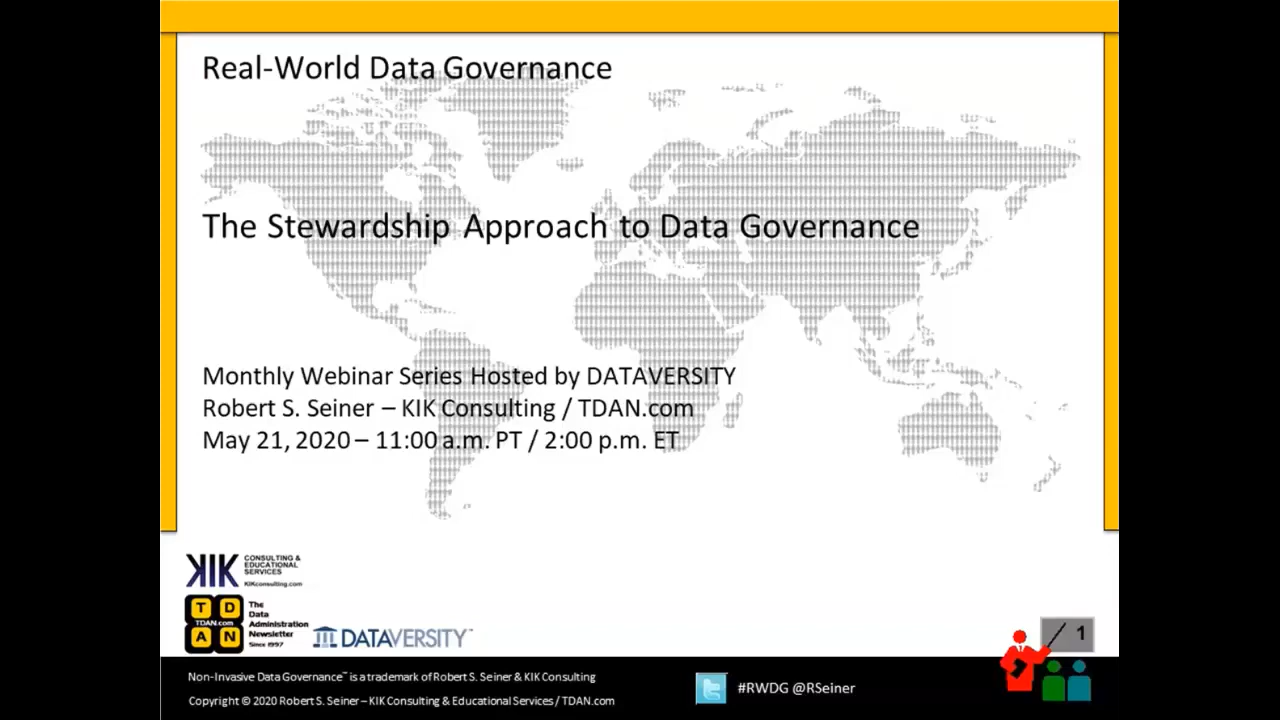 Real-World Data Governance
The Stewardship Approach to Data Governance
Monthly Webinar Series Hosted by DATAVERSITY
Robert S. Seiner – KIK Consulting / TDAN.com
May 21, 2020 – 11:00 a.m. PT / 2:00 p.m. ET
KIK
CONSULTING &
EDUCATIONAL
SERVICES
KIKconsulting.com
T D
TDAN.com
A N
The
Data
Administration
Newsletter
Since 1997
DATAVERSITY™
1
Non-Invasive Data Governance™ is a trademark of Robert S. Seiner & KIK Consulting
Copyright © 2020 Robert S. Seiner – KIK Consulting & Educational Services / TDAN.com
#RWDG @RSeiner